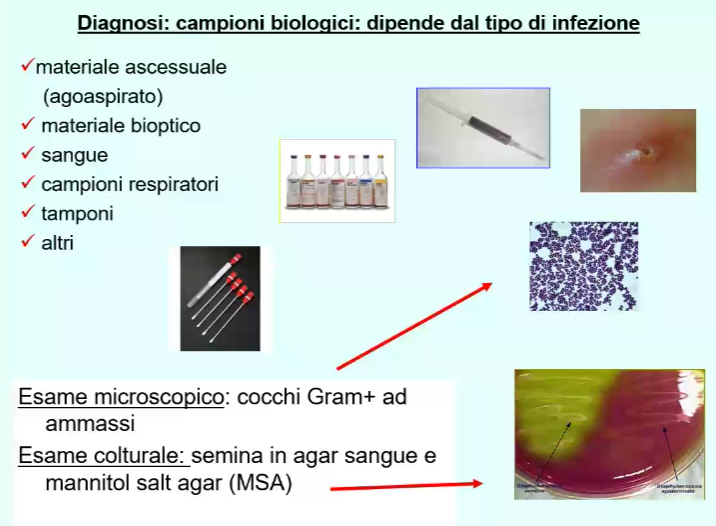 Diagnosi: campioni biologici: dipende dal tipo di infezione
materiale ascessuale
(agoaspirato)
materiale bioptico
sangue
campioni respiratori
tamponi
altri
Esame microscopico: cocchi Gram+ ad
ammassi
Esame colturale: semina in agar sangue e
mannitol salt agar (MSA)
Staphylococcus
aureus
Staphylococcus
epidermidis